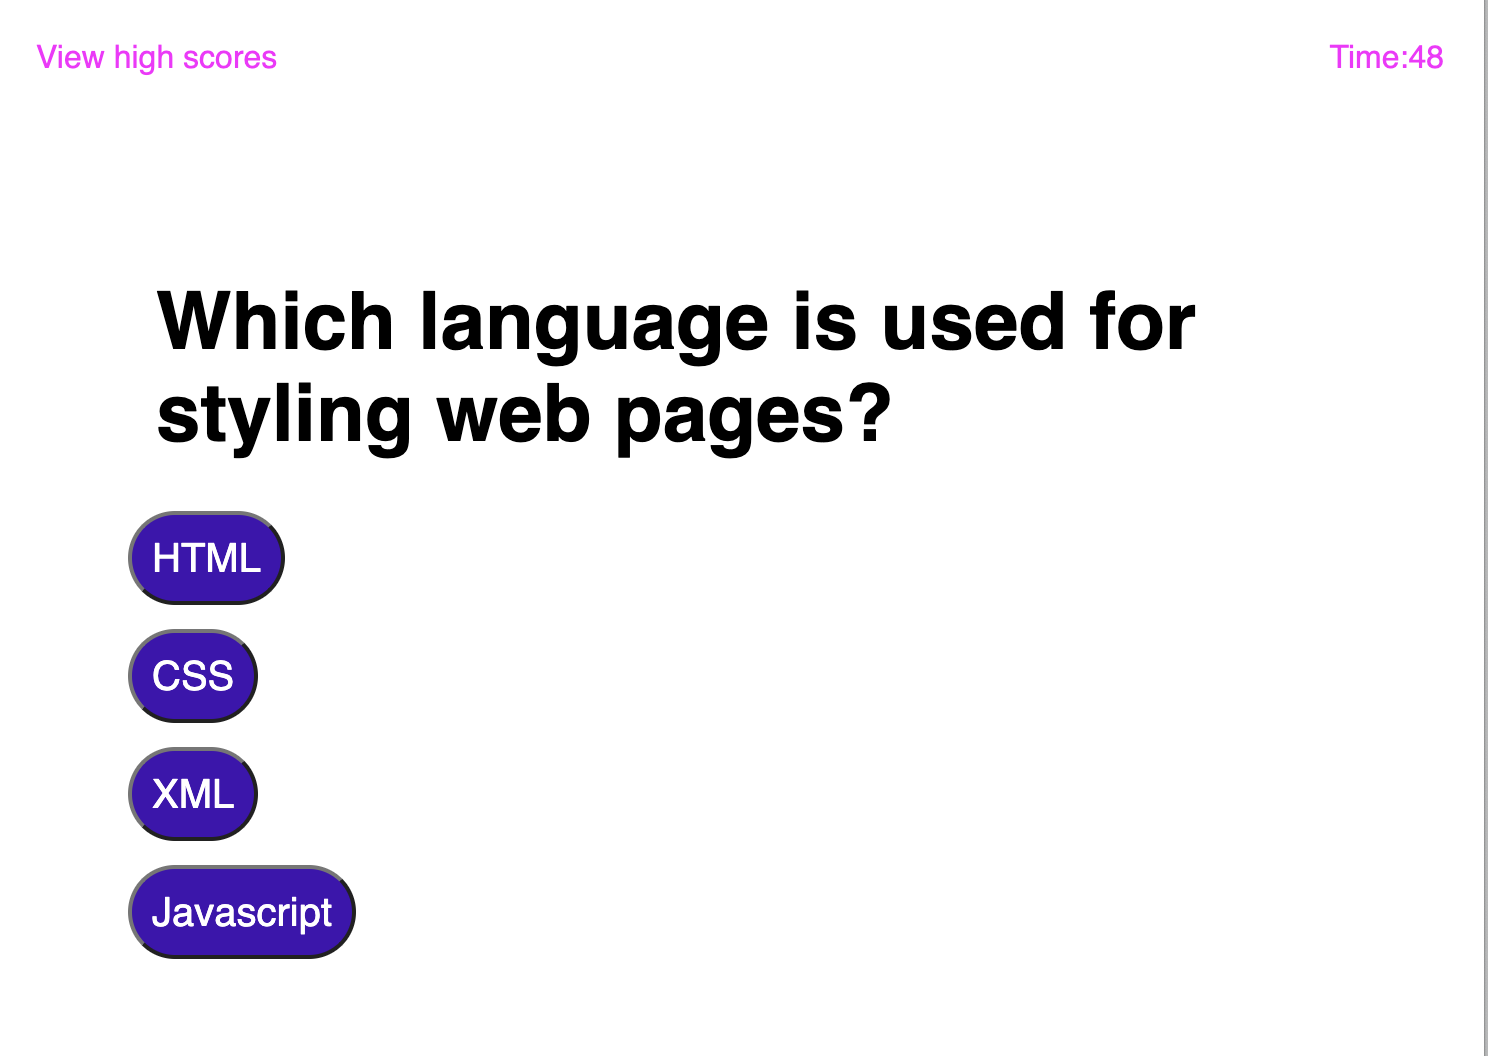 View high scores
Time:48
Which language is used for
styling web pages?
HTML
CSS
XML
Javascript